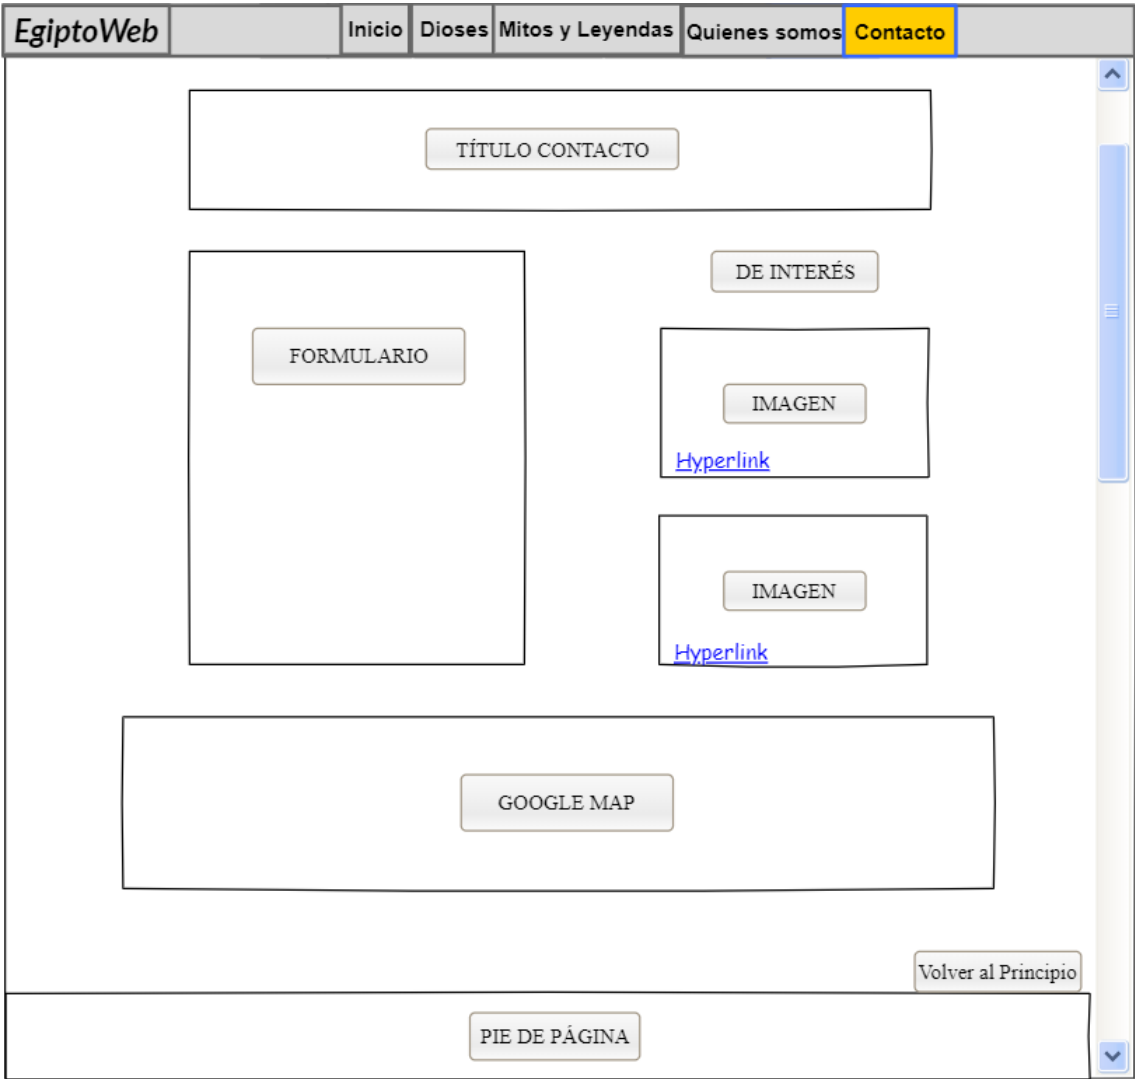 EgiptoWeb
Inicio
Dioses
Mitos y Leyendas
Quienes somos
Contacto
TÍTULO CONTACTO
FORMULARIO
DE INTERÉS
IMAGEN
Hyperlink
IMAGEN
Hyperlink
GOOGLE MAP
Volver al Principio
PIE DE PÁGINA